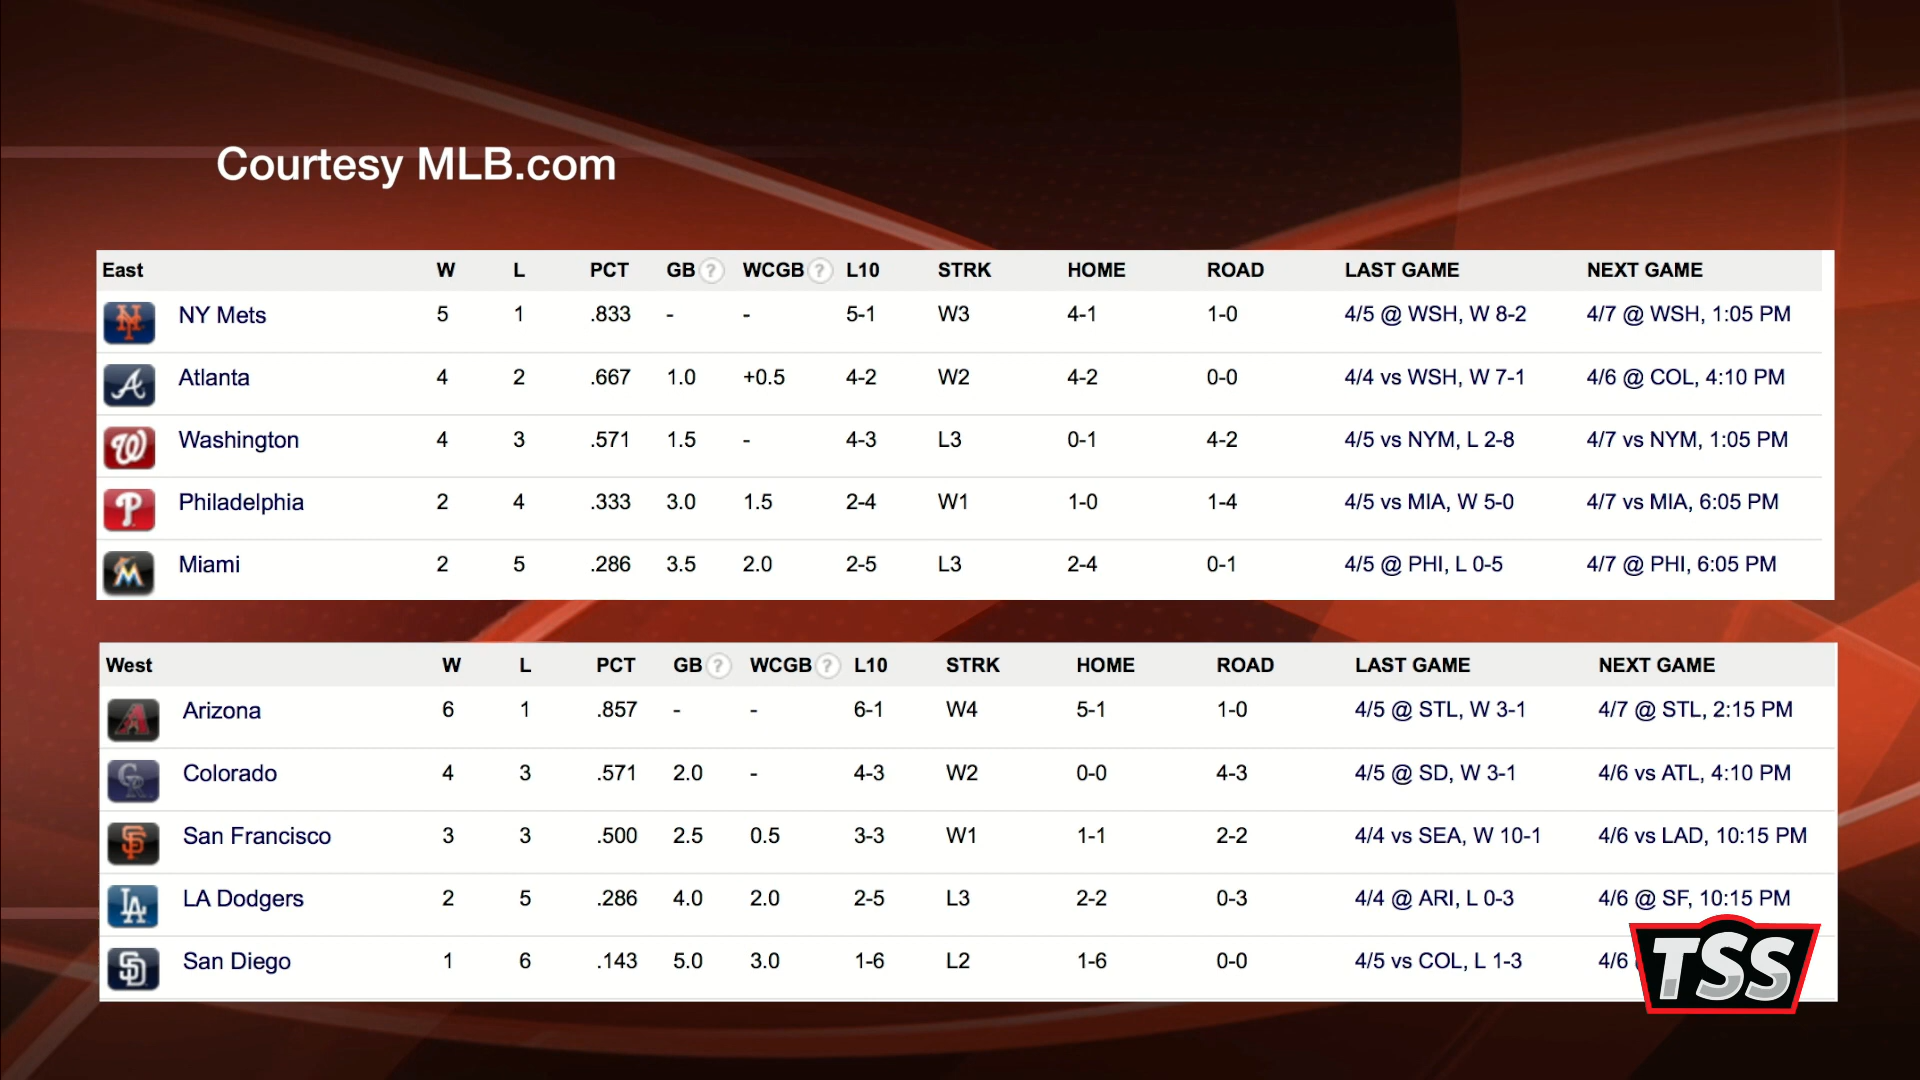 Courtesy MLB.com
East W L PCT GB ? WCGB ? L10 STRK HOME ROAD LAST GAME NEXT GAME
NY Mets 5 1 .833 - - 5-1 W3 4-1 1-0 4/5 @ WSH, W 8-2 4/7 @ WSH, 1:05 PM
Atlanta 4 2 .667 1.0 +0.5 4-2 W2 4-2 0-0 4/4 vs WSH, W 7-1 4/6 @ COL, 4:10 PM
Washington 4 3 .571 1.5 - 4-3 L3 0-1 4-2 4/5 vs NYM, L 2-8 4/7 vs NYM, 1:05 PM
Philadelphia 2 4 .333 3.0 1.5 2-4 W1 1-0 1-4 4/5 vs MIA, W 5-0 4/7 vs MIA, 6:05 PM
Miami 2 5 .286 3.5 2.0 2-5 L3 2-4 0-1 4/5 @ PHI, L 0-5 4/7 @ PHI, 6:05 PM
West W L PCT GB ? WCGB ? L10 STRK HOME ROAD LAST GAME NEXT GAME
Arizona 6 1 .857 - - 6-1 W4 5-1 1-0 4/5 @ STL, W 3-1 4/7 @ STL, 2:15 PM
Colorado 4 3 .571 2.0 - 4-3 W2 0-0 4-3 4/5 @ SD, W 3-1 4/6 vs ATL, 4:10 PM
San Francisco 3 3 .500 2.5 0.5 3-3 W1 1-1 2-2 4/4 vs SEA, W 10-1 4/6 vs LAD, 10:15 PM
LA Dodgers 2 5 .286 4.0 2.0 2-5 L3 2-2 0-3 4/4 @ ARI, L 0-3 4/6 @ SF, 10:15 PM
San Diego 1 6 .143 5.0 3.0 1-6 L2 1-6 0-0 4/5 vs COL, L 1-3 4/6
TSS